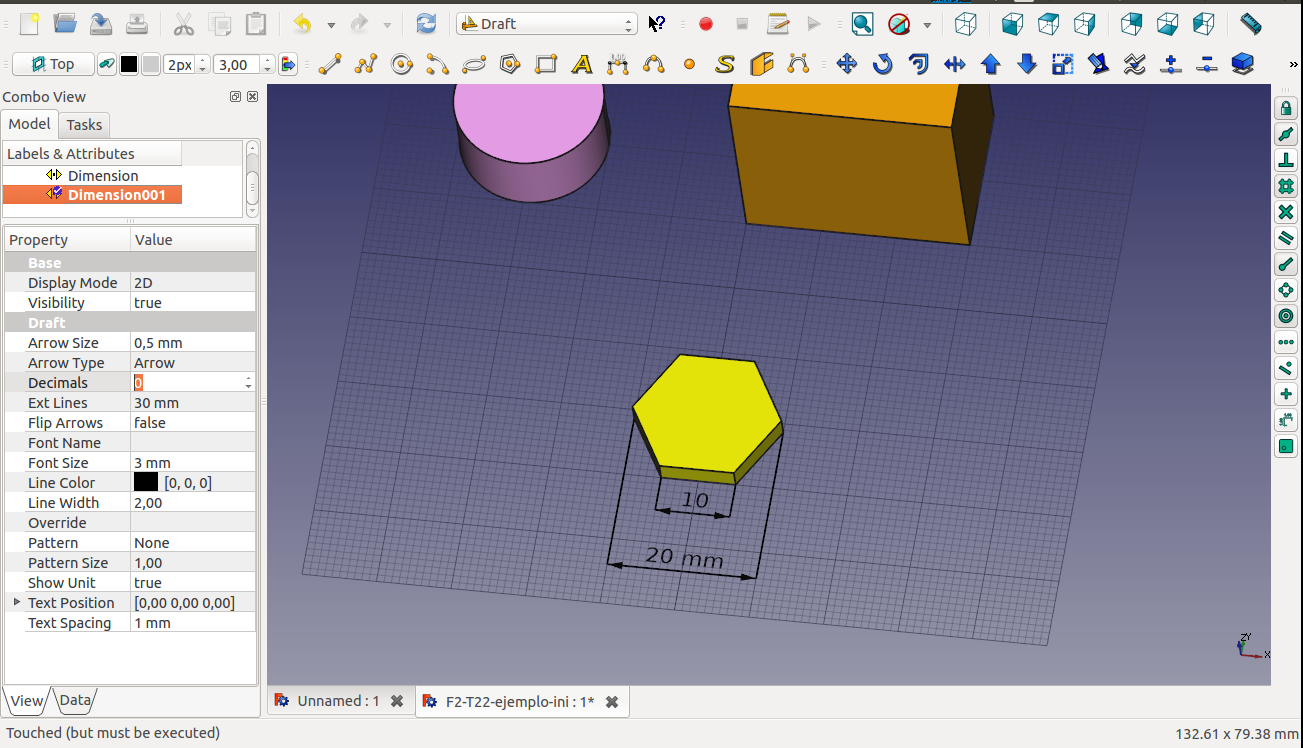 Draft
Top
2px
3,00
»
Combo View
Model
Tasks
Labels & Attributes
Dimension
Dimension001
Property Value
Base
Display Mode 2D
Visibility true
Draft
Arrow Size 0,5 mm
Arrow Type Arrow
Decimals 0
Ext Lines 30 mm
Flip Arrows false
Font Name
Font Size 3 mm
Line Color [0, 0, 0]
Line Width 2,00
Override
Pattern None
Pattern Size 1,00
Show Unit true
Text Position [0,00 0,00 0,00]
Text Spacing 1 mm
View
Data
10
20 mm
ZY
X
Unnamed : 1
F2-T22-ejemplo-ini : 1*
Touched (but must be executed)
132.61 x 79.38 mm